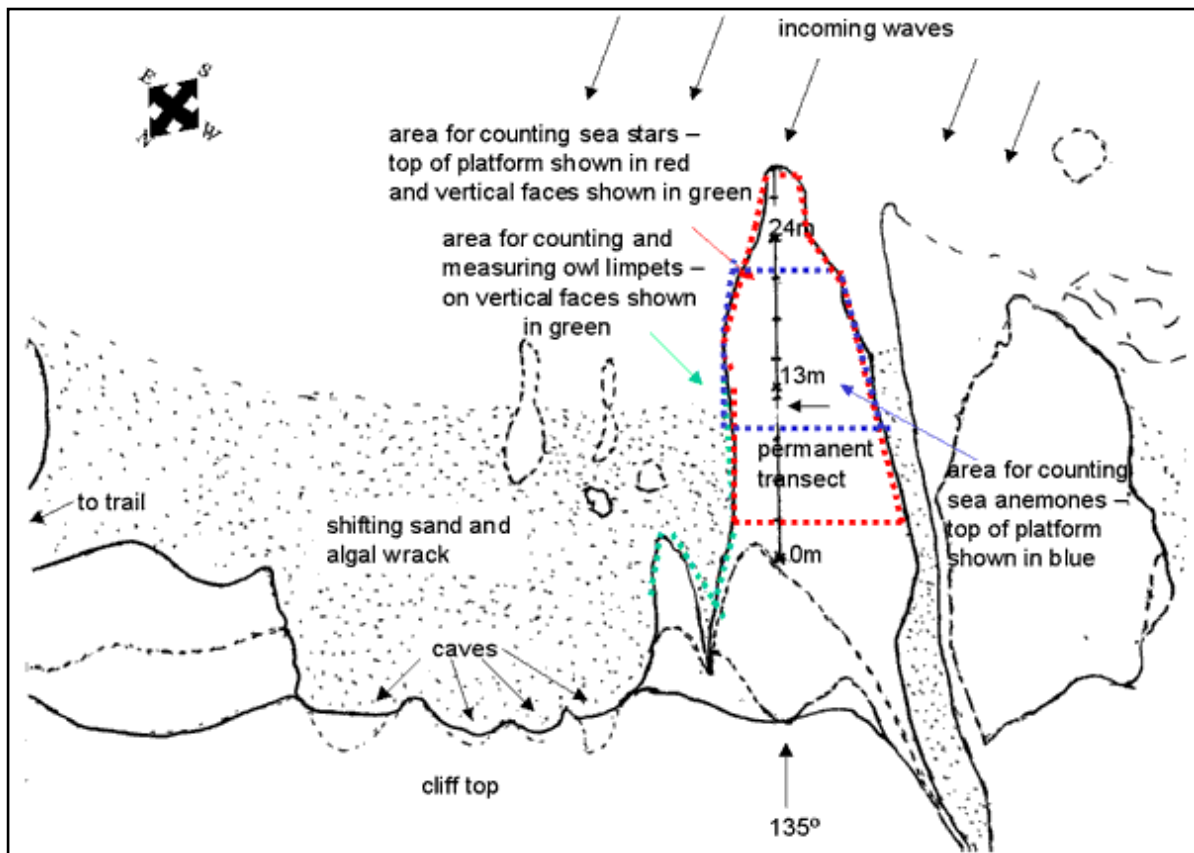 incoming waves
E
S
N
W
area for counting sea stars –
top of platform shown in red
and vertical faces shown in green
24m
area for counting and
measuring owl limpets –
on vertical faces shown
in green
13m
permanent
transect
area for counting
sea anemones –
top of platform
shown in blue
to trail
shifting sand and
algal wrack
0m
caves
cliff top
135º